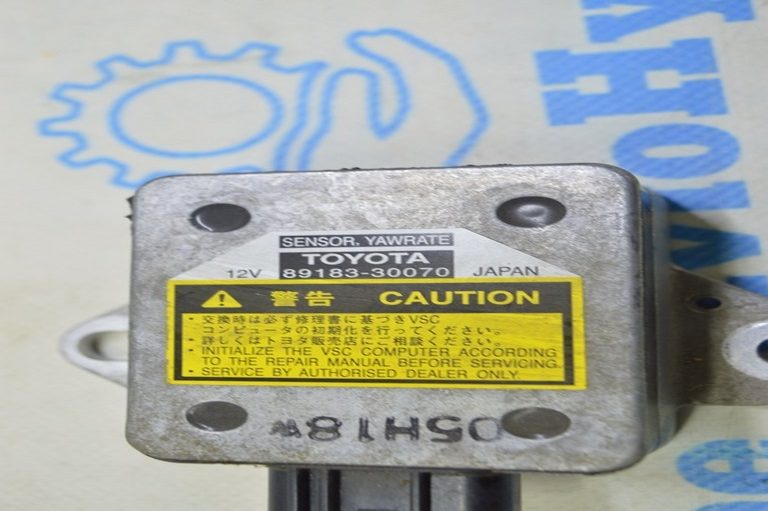 SENSOR, YAWRATE
TOYOTA
12V 89183-30070 JAPAN
警告 CAUTION
・交換時は必ず修理書に基づきVSC
コンピュータの初期化を行ってください。
・詳しくはトヨタ販売店にご相談ください。
・INITIALIZE THE VSC COMPUTER ACCORDING
TO THE REPAIR MANUAL BEFORE SERVICING.
・SERVICE BY AUTHORISED DEALER ONLY.